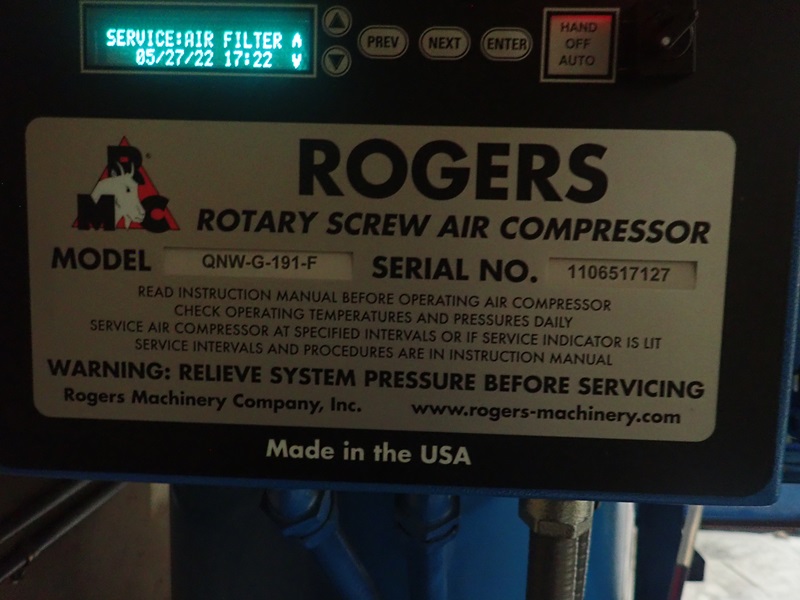 SERVICE:AIR FILTER
05/27/22 17:22
PREV
NEXT
ENTER
HAND
OFF
AUTO
RMC
ROGERS
ROTARY SCREW AIR COMPRESSOR
MODEL QNW-G-191-F SERIAL NO. 1106517127
READ INSTRUCTION MANUAL BEFORE OPERATING AIR COMPRESSOR
CHECK OPERATING TEMPERATURES AND PRESSURES DAILY
SERVICE AIR COMPRESSOR AT SPECIFIED INTERVALS OR IF SERVICE INDICATOR IS LIT
SERVICE INTERVALS AND PROCEDURES ARE IN INSTRUCTION MANUAL
WARNING: RELIEVE SYSTEM PRESSURE BEFORE SERVICING
Rogers Machinery Company, Inc. www.rogers-machinery.com
Made in the USA